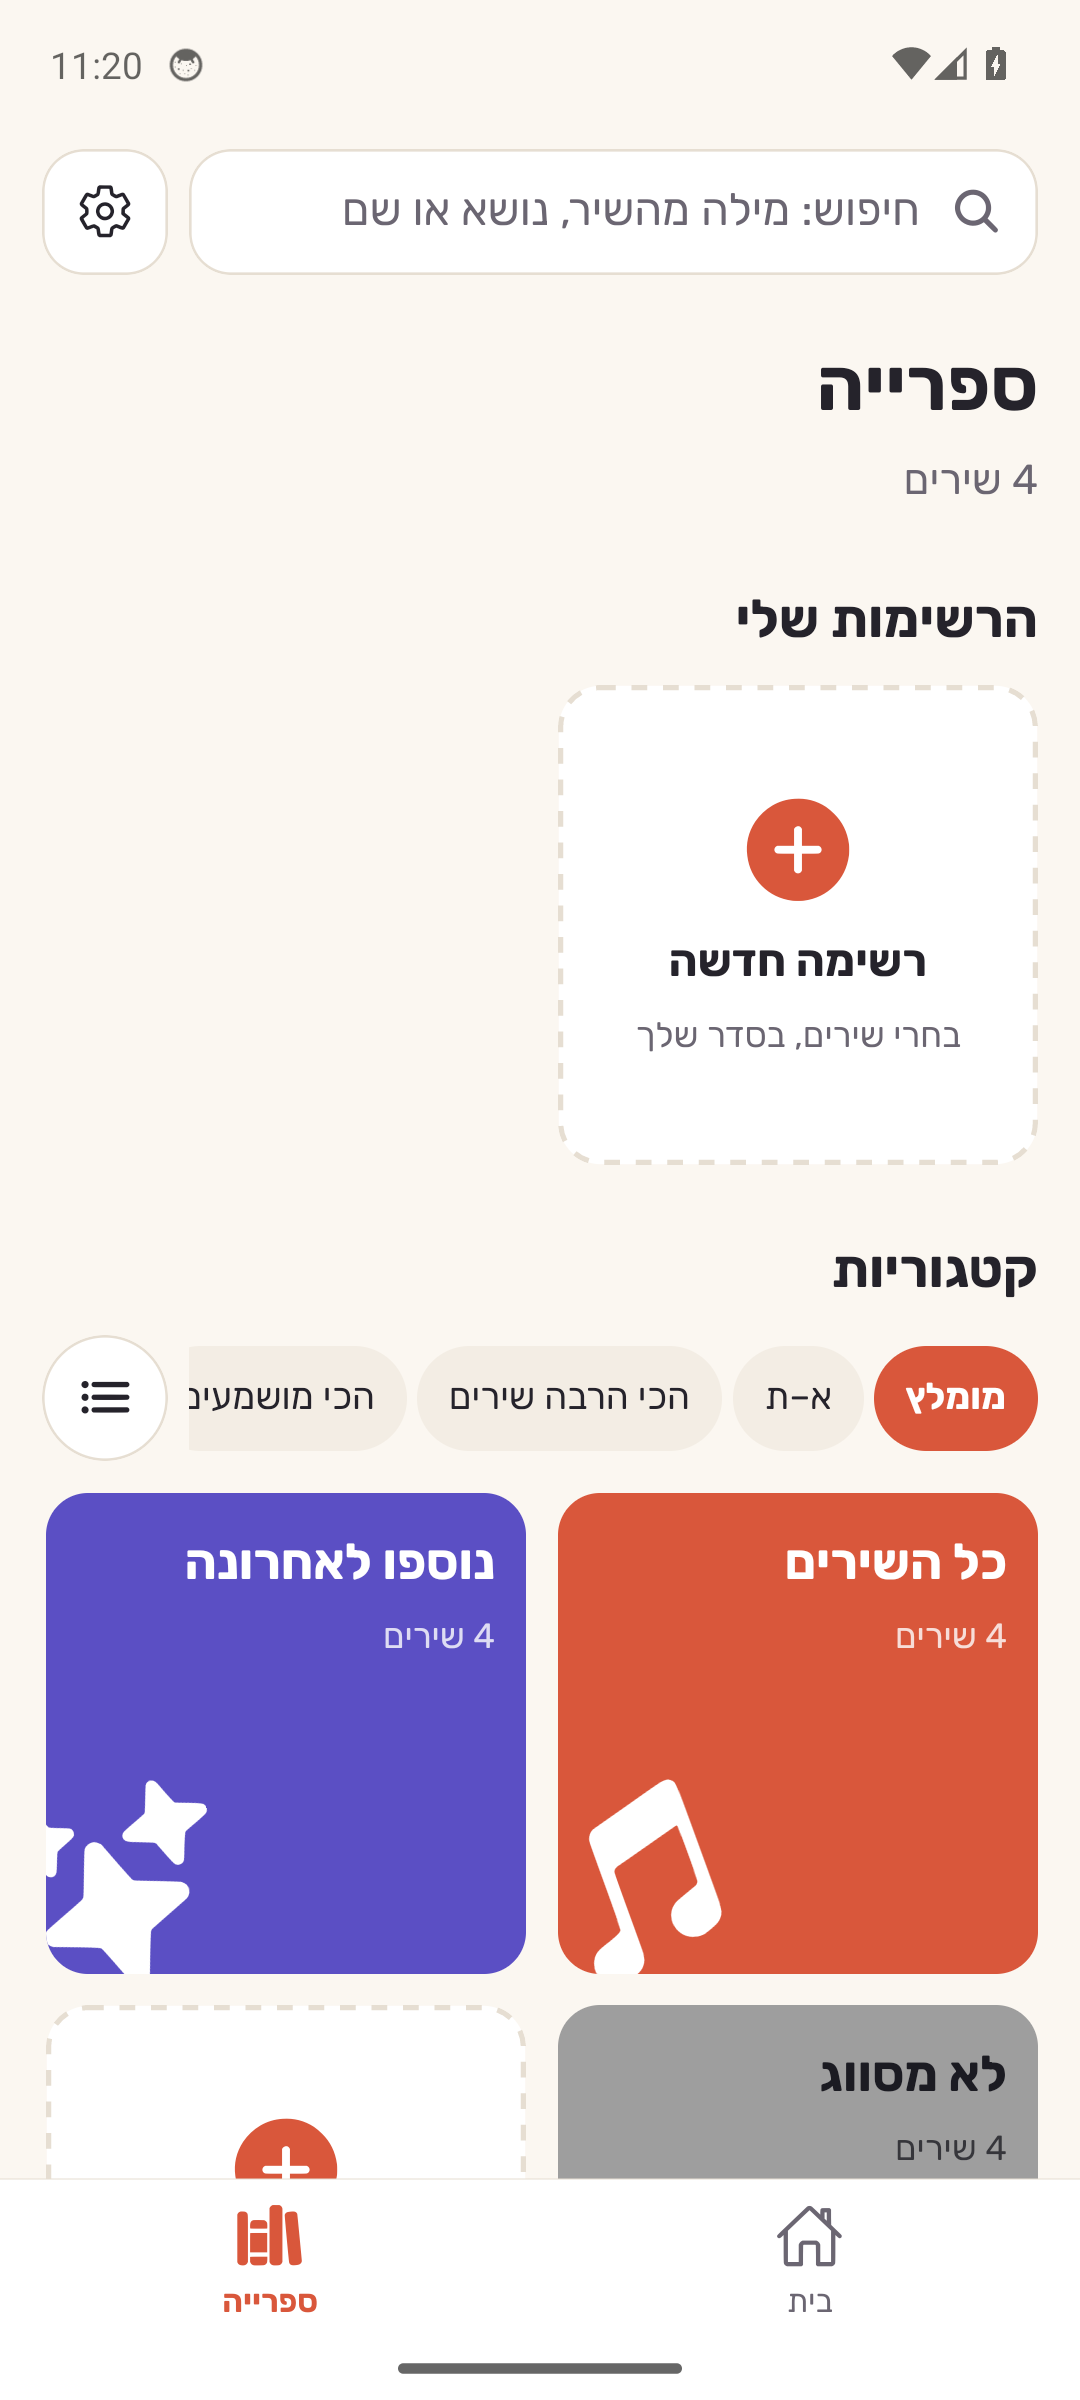 11:20
חיפוש: מילה מהשיר, נושא או שם
ספרייה
4 שירים
הרשימות שלי
רשימה חדשה
בחרי שירים, בסדר שלך
קטגוריות
מומלץ
א–ת
הכי הרבה שירים
הכי מושמעים
כל השירים
4 שירים
נוספו לאחרונה
4 שירים
לא מסווג
4 שירים
בית
ספרייה